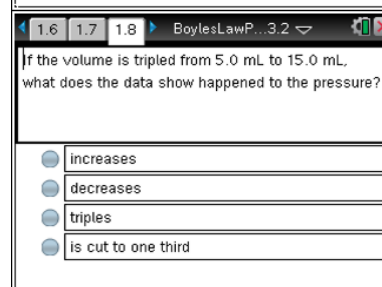 1.6 1.7 1.8 BoylesLawP...3.2
If the volume is tripled from 5.0 mL to 15.0 mL,
what does the data show happened to the pressure?
increases
decreases
triples
is cut to one third